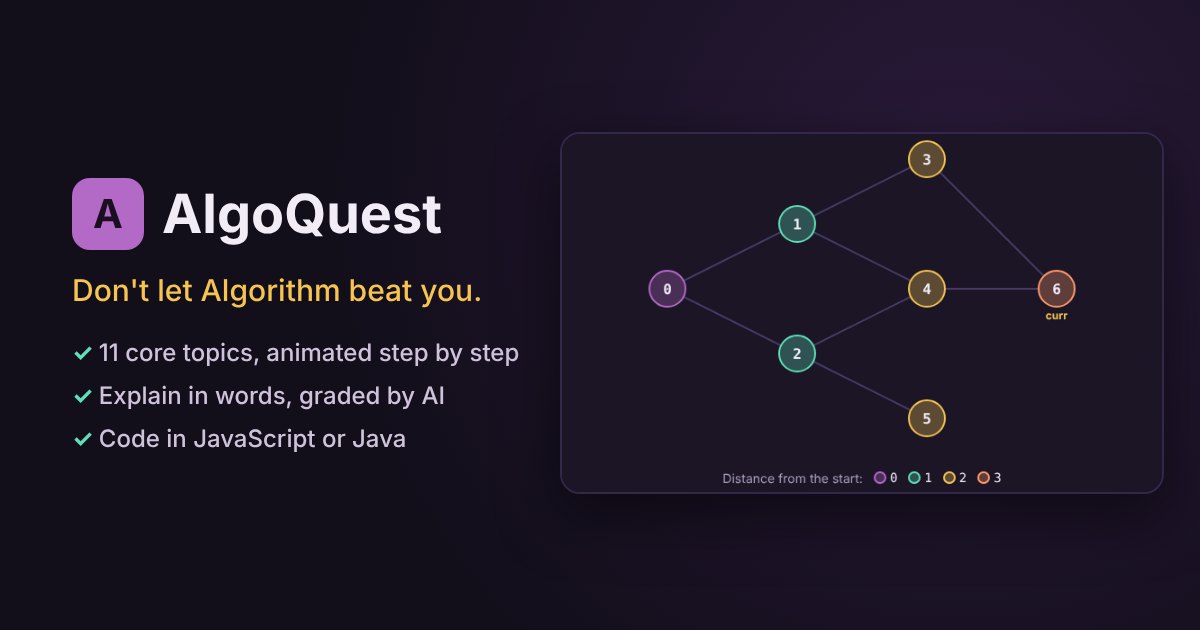 A AlgoQuest
Don't let Algorithm beat you.
✓ 11 core topics, animated step by step
✓ Explain in words, graded by AI
✓ Code in JavaScript or Java
3
1
0
4
6
curr
2
5
Distance from the start: 0 1 2 3